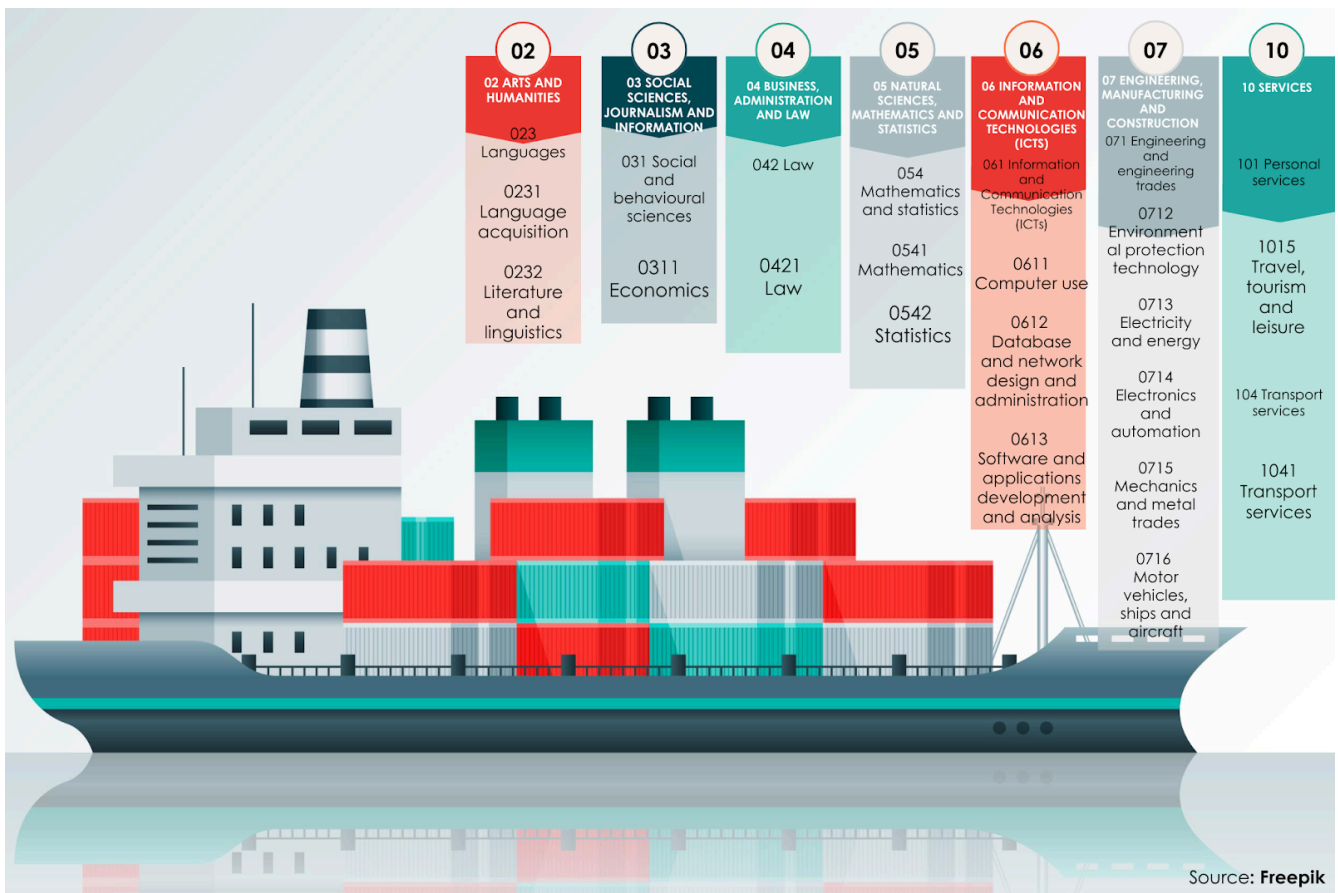 02
02 ARTS AND
HUMANITIES
023
Languages
0231
Language
acquisition
0232
Literature
and
linguistics
03
03 SOCIAL
SCIENCES,
JOURNALISM AND
INFORMATION
031 Social
and
behavioural
sciences
0311
Economics
04
04 BUSINESS,
ADMINISTRATION
AND LAW
042 Law
0421
Law
05
05 NATURAL
SCIENCES,
MATHEMATICS AND
STATISTICS
054
Mathematics
and statistics
0541
Mathematics
0542
Statistics
06
06 INFORMATION
AND
COMMUNICATION
TECHNOLOGIES
(ICTS)
061 Information
and
Communication
Technologies
(ICTs)
0611
Computer use
0612
Database
and network
design and
administration
0613
Software and
applications
development
and analysis
07
07 ENGINEERING,
MANUFACTURING
AND
CONSTRUCTION
071 Engineering
and
engineering
trades
0712
Environment
al protection
technology
0713
Electricity
and energy
0714
Electronics
and
automation
0715
Mechanics
and metal
trades
0716
Motor
vehicles,
ships and
aircraft
10
10 SERVICES
101 Personal
services
1015
Travel,
tourism
and
leisure
104 Transport
services
1041
Transport
services
Source: Freepik